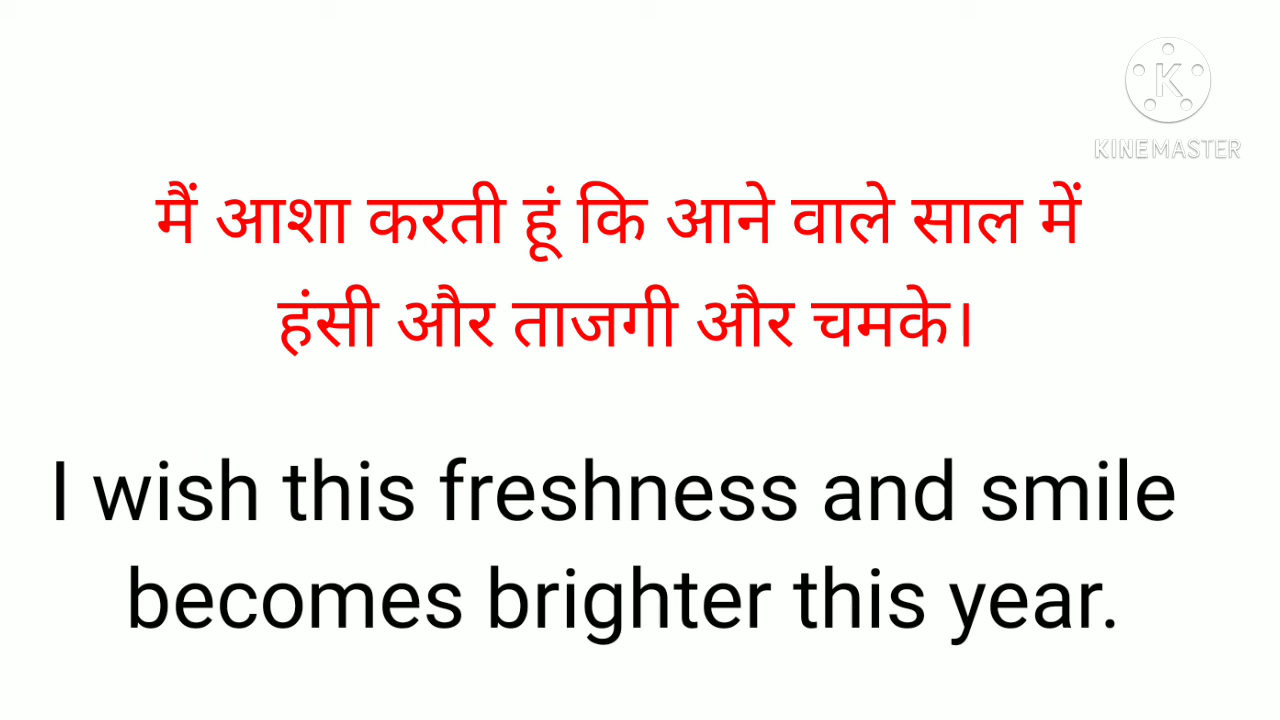 K
KINEMASTER
मैं आशा करती हूं कि आने वाले साल में
हंसी और ताजगी और चमके।
I wish this freshness and smile
becomes brighter this year.